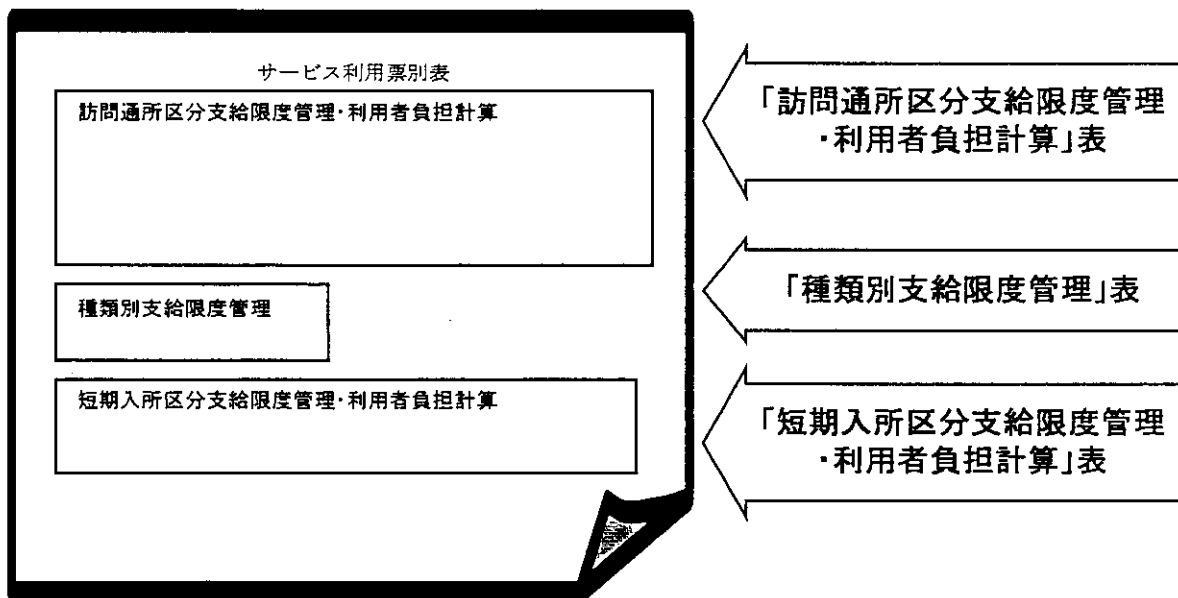 サービス利用票別表
訪問通所区分支給限度管理・利用者負担計算
種類別支給限度管理
短期入所区分支給限度管理・利用者負担計算
「訪問通所区分支給限度管理
・利用者負担計算」表
「種類別支給限度管理」表
「短期入所区分支給限度管理
・利用者負担計算」表